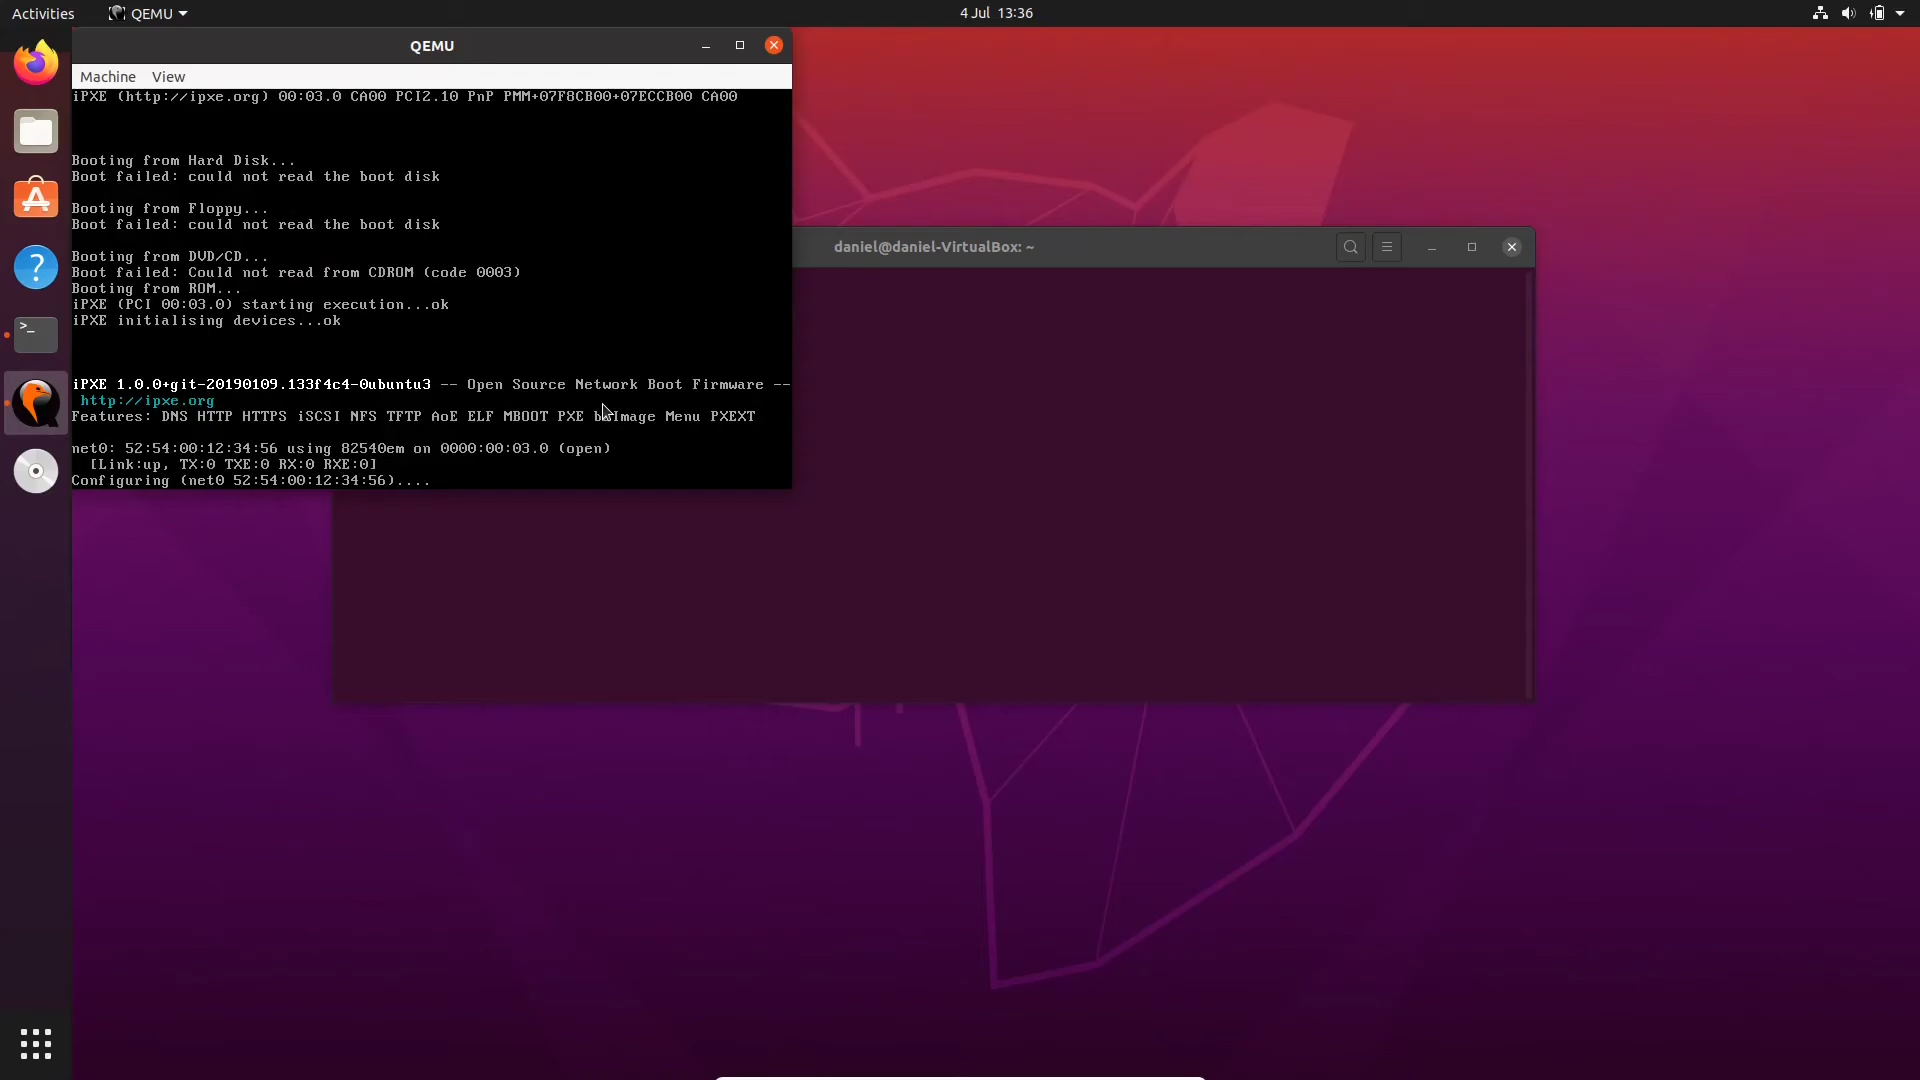 Activities QEMU 4 Jul 13:36
QEMU
Machine View
iPXE (http://ipxe.org) 00:03.0 CA00 PCI2.10 PnP PMM+07F8CB00+07ECCB00 CA00
Booting from Hard Disk...
Boot failed: could not read the boot disk
Booting from Floppy...
Boot failed: could not read the boot disk
daniel@daniel-VirtualBox: ~
Booting from DVD/CD...
Boot failed: Could not read from CDROM (code 0003)
Booting from ROM...
iPXE (PCI 00:03.0) starting execution...ok
iPXE initialising devices...ok
iPXE 1.0.0+git-20190109.133f4c4-0ubuntu3 -- Open Source Network Boot Firmware --
http://ipxe.org
Features: DNS HTTP HTTPS iSCSI NFS TFTP AoE ELF MBOOT PXE bzImage Menu PXEXT
net0: 52:54:00:12:34:56 using 82540em on 0000:00:03.0 (open)
[Link:up, TX:0 TXE:0 RX:0 RXE:0]
Configuring (net0 52:54:00:12:34:56)....